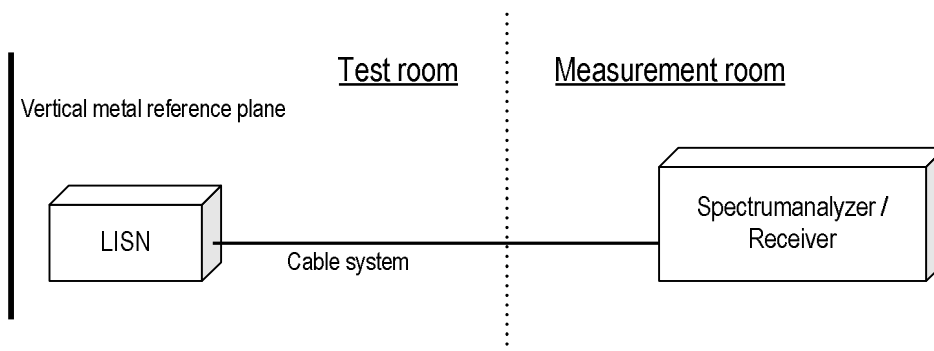 Test room
Measurement room
Vertical metal reference plane
LISN
Spectrumanalyzer /
Receiver
Cable system